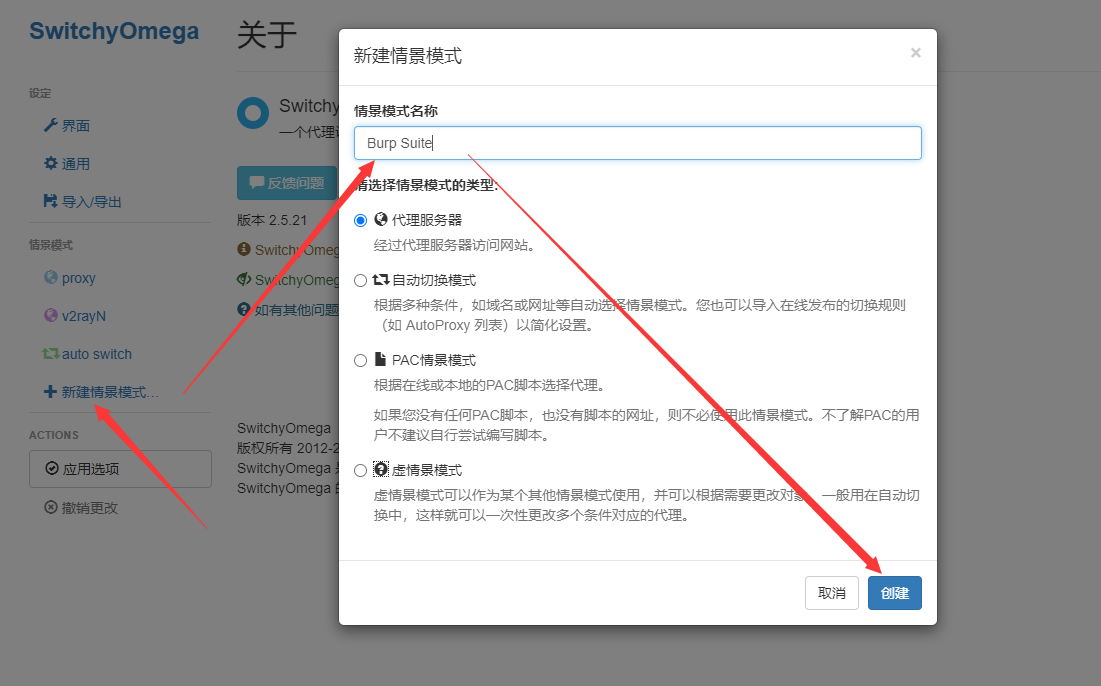 SwitchyOmega
设定
界面
通用
导入/导出
情景模式
proxy
v2rayN
auto switch
新建情景模式…
ACTIONS
应用选项
撤销更改
关于
Switchy
一个代理
反馈问题
版本 2.5.21
SwitchyOmeg
SwitchyOmeg
如有其他问题
SwitchyOmega
版权所有 2012-2
SwitchyOmega
SwitchyOmega
新建情景模式
×
情景模式名称
Burp Suite
请选择情景模式的类型:
代理服务器
经过代理服务器访问网站。
自动切换模式
根据多种条件，如域名或网址等自动选择情景模式。您也可以导入在线发布的切换规则
（如 AutoProxy 列表）以简化设置。
PAC情景模式
根据在线或本地的PAC脚本选择代理。
如果您没有任何PAC脚本，也没有脚本的网址，则不必使用此情景模式。不了解PAC的用
户不建议自行尝试编写脚本。
虚情景模式
虚情景模式可以作为某个其他情景模式使用，并可以根据需要更改对象。一般用在自动切
换中，这样就可以一次性更改多个条件对应的代理。
取消
创建